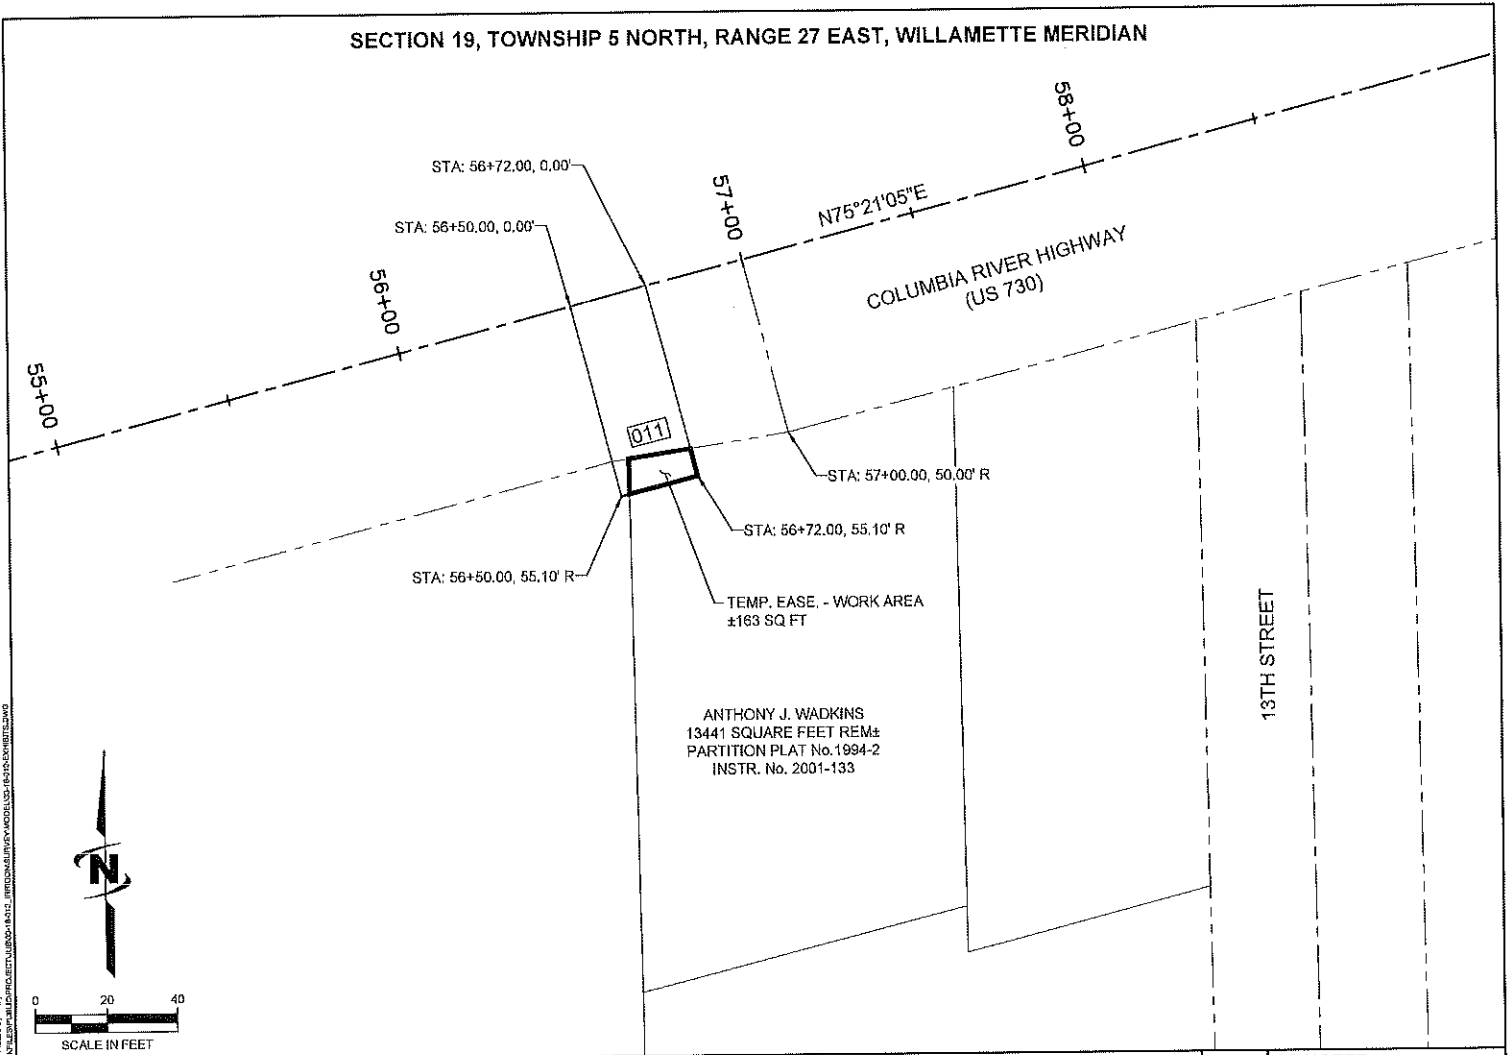 SECTION 19, TOWNSHIP 5 NORTH, RANGE 27 EAST, WILLAMETTE MERIDIAN
58+00
STA: 56+72.00, 0.00'
57+00
N75°21'05"E
STA: 56+50.00, 0.00'
COLUMBIA RIVER HIGHWAY
(US 730)
56+00
55+00
011
STA: 57+00.00, 50.00' R
STA: 56+72.00, 55.10' R
STA: 56+50.00, 55.10' R
TEMP. EASE. - WORK AREA
±163 SQ FT
13TH STREET
ANTHONY J. WADKINS
13441 SQUARE FEET REM±
PARTITION PLAT No.1994-2
INSTR. No. 2001-133
N
0 20 40
SCALE IN FEET